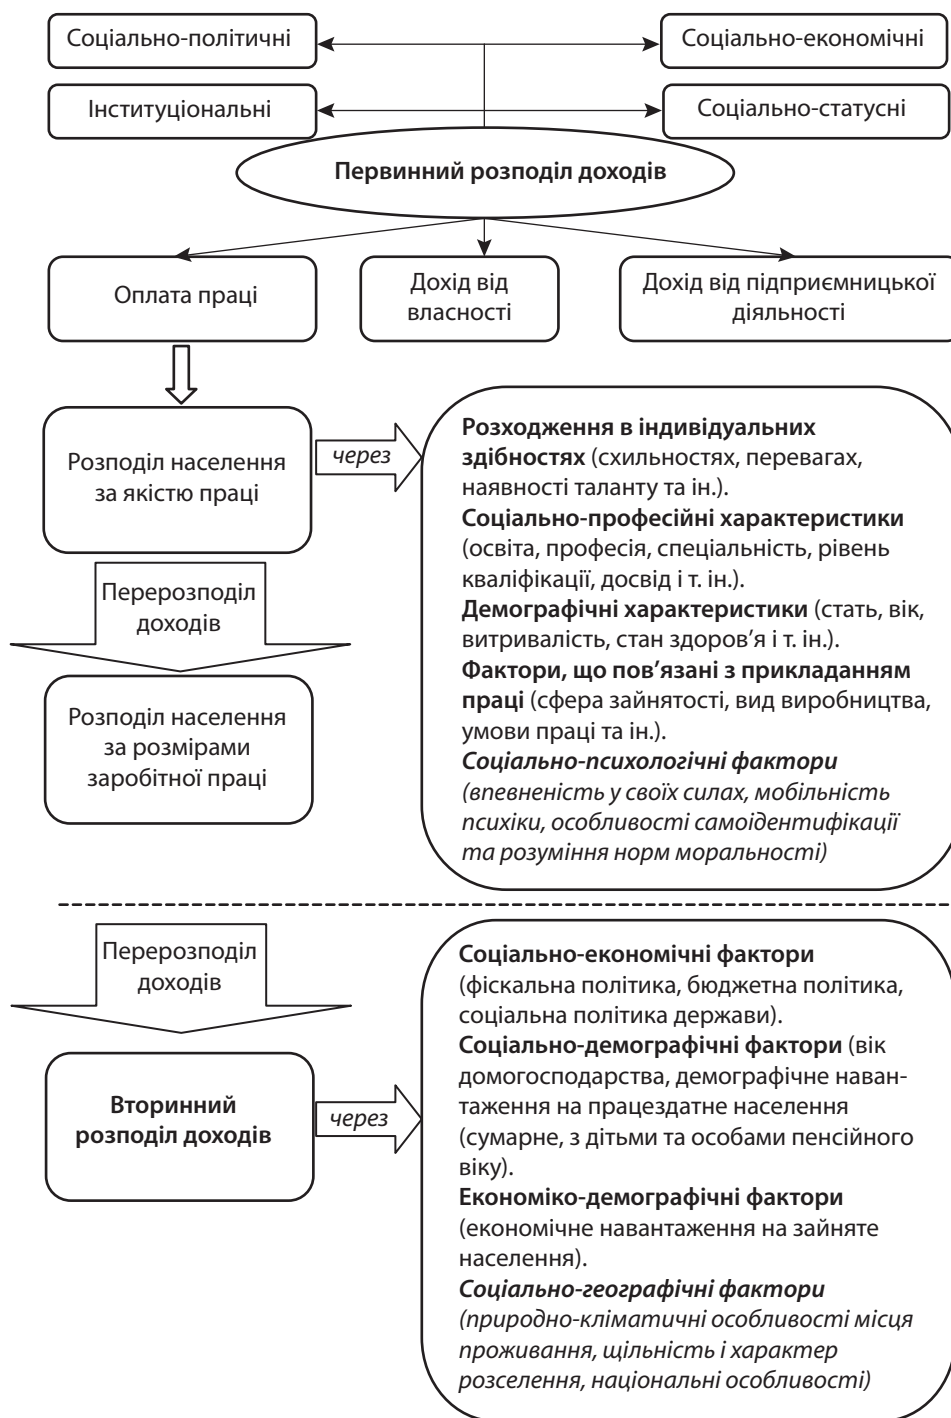 Соціально-політичні
Соціально-економічні
Інституціональні
Соціально-статусні
Первинний розподіл доходів
Оплата праці
Дохід від
власності
Дохід від підприємницької
діяльності
Розподіл населення
за якістю праці
через
Розходження в індивідуальних
здібностях (схильностях, перевагах,
наявності таланту та ін.).
Соціально-професійні характеристики
(освіта, професія, спеціальність, рівень
кваліфікації, досвід і т. ін.).
Демографічні характеристики (стать, вік,
витривалість, стан здоров’я і т. ін.).
Фактори, що пов’язані з прикладанням
праці (сфера зайнятості, вид виробництва,
умови праці та ін.).
Соціально-психологічні фактори
(впевненість у своїх силах, мобільність
психіки, особливості самоідентифікації
та розуміння норм моральності)
Перерозподіл
доходів
Розподіл населення
за розмірами
заробітної праці
Перерозподіл
доходів
Вторинний
розподіл доходів
через
Соціально-економічні фактори
(фіскальна політика, бюджетна політика,
соціальна політика держави).
Соціально-демографічні фактори (вік
домогосподарства, демографічне наван-
таження на працездатне населення
(сумарне, з дітьми та особами пенсійного
віку).
Економіко-демографічні фактори
(економічне навантаження на зайняте
населення).
Соціально-географічні фактори
(природно-кліматичні особливості місця
проживання, щільність і характер
розселення, національні особливості)